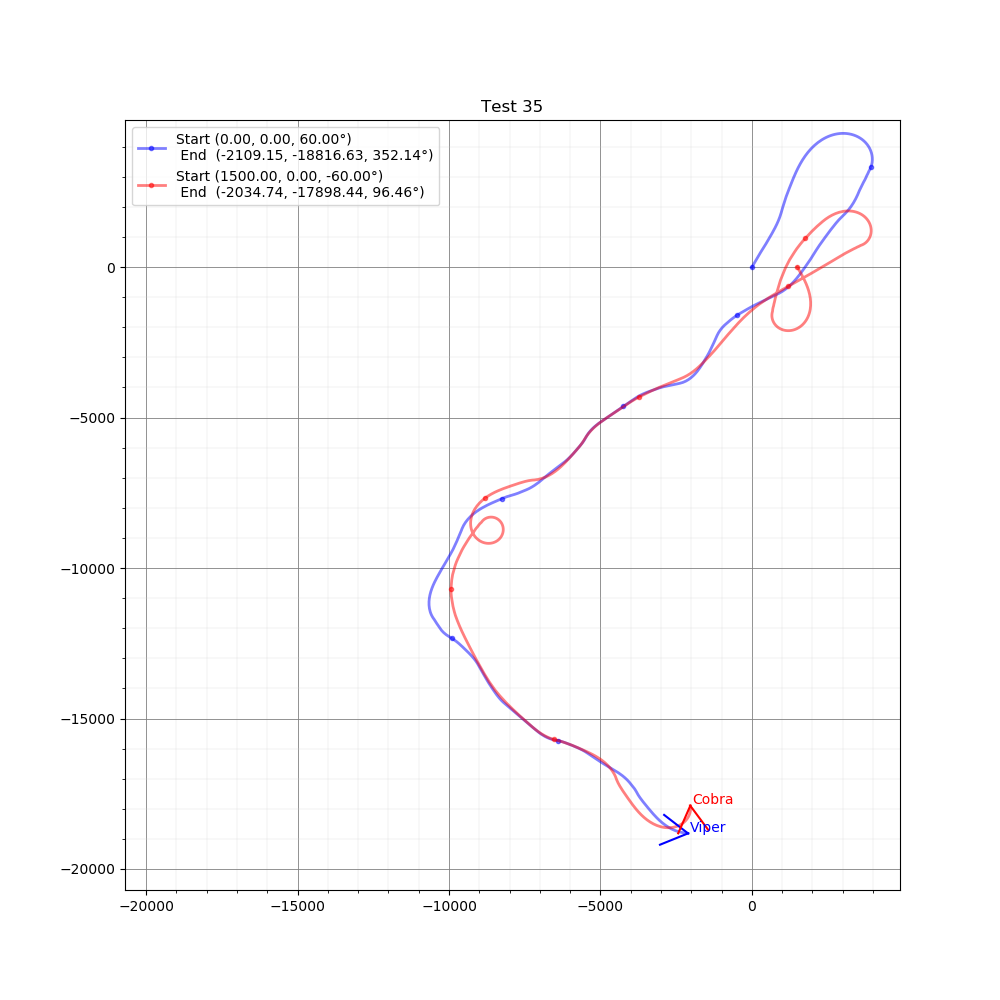 Test 35
Start (0.00, 0.00, 60.00°)
End (-2109.15, -18816.63, 352.14°)
Start (1500.00, 0.00, -60.00°)
End (-2034.74, -17898.44, 96.46°)
0
−5000
−10000
−15000
−20000
Cobra
Viper
−20000 −15000 −10000 −5000 0